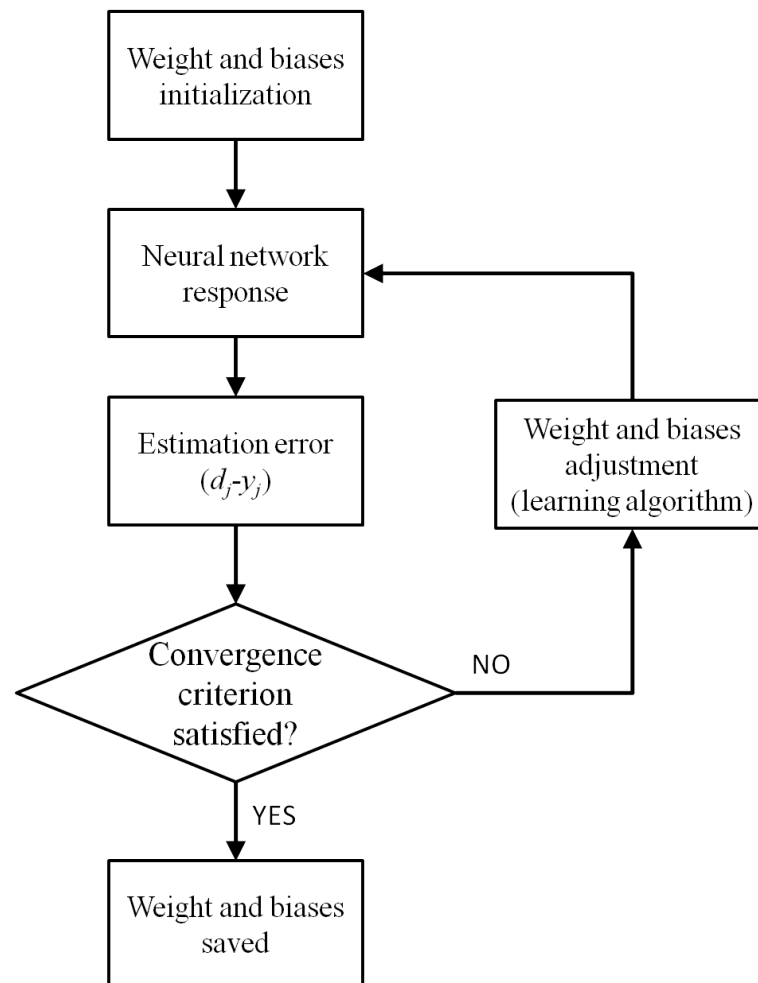 Weight and biases
initialization
Neural network
response
Estimation error
(dj-yj)
Convergence
criterion
satisfied?
NO
Weight and biases
adjustment
(learning algorithm)
YES
Weight and biases
saved